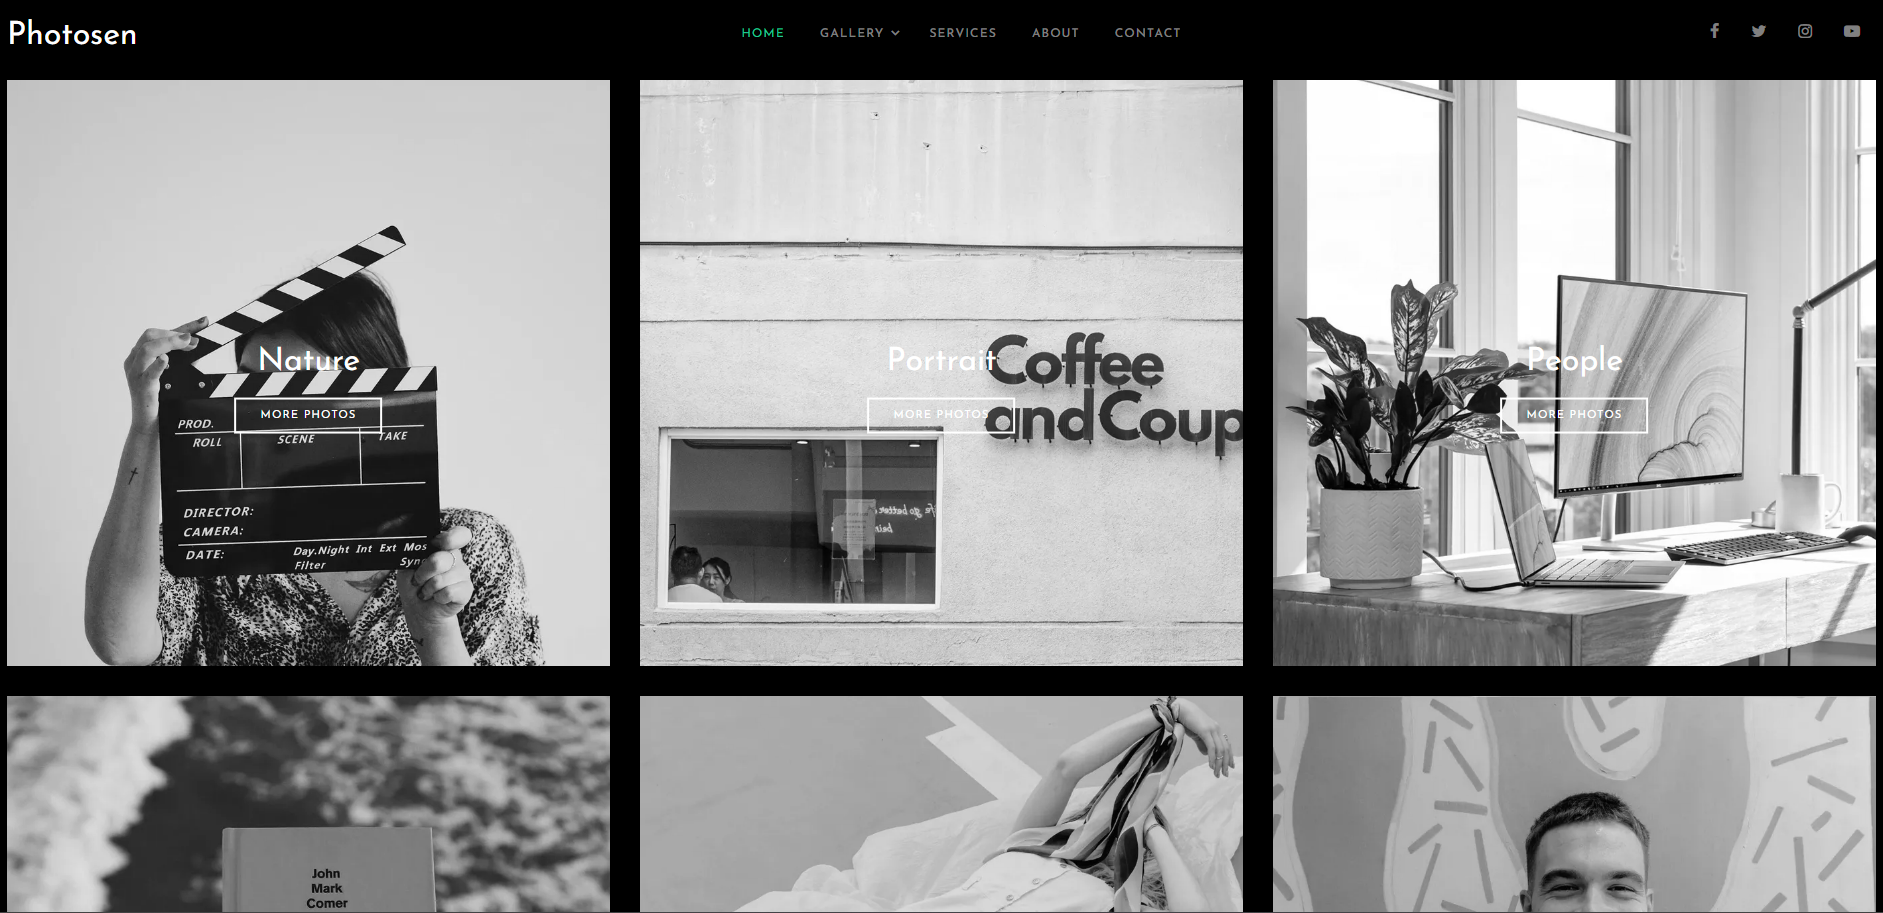 Photosen
HOME
GALLERY
SERVICES
ABOUT
CONTACT
Nature
MORE PHOTOS
PROD.
ROLL
SCENE
TAKE
DIRECTOR:
CAMERA:
DATE:
Day.Night Int Ext Mos
Filter
Sync
Portrait
MORE PHOTOS
Coffee
and Coup
People
MORE PHOTOS
John
Mark
Comer